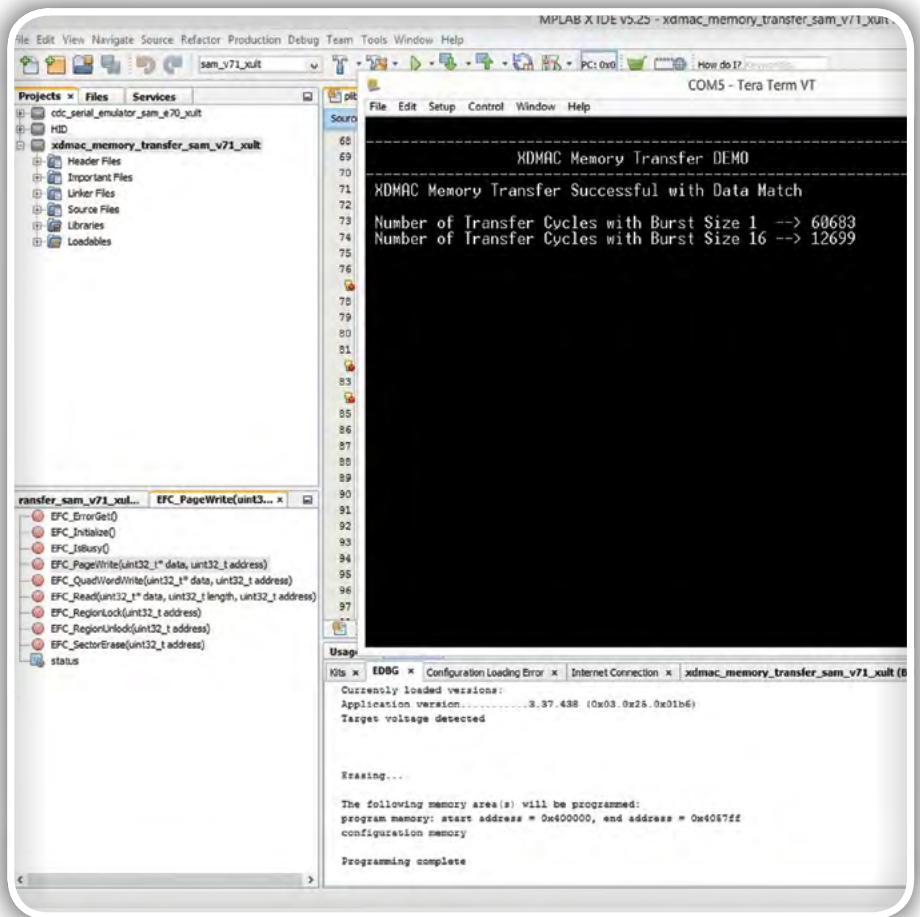 MPLAB X IDE v5.25 - xdmac_memory_transfer_sam_v71_xult
File Edit View Navigate Source Refactor Production Debug Team Tools Window Help
sam_v71_xult
PC: 0x0
How do I?
Projects x Files Services
cdc_serial_emulator_sam_e70_xult
HID
xdmac_memory_transfer_sam_v71_xult
Header Files
Important Files
Linker Files
Source Files
Libraries
Loadables
plib
Sourc
68
69
70
71
72
73
74
75
76
78
79
80
81
83
85
86
87
88
89
90
91
92
93
94
95
96
97
COM5 - Tera Term VT
File Edit Setup Control Window Help
XDMAC Memory Transfer DEMO
XDMAC Memory Transfer Successful with Data Match
Number of Transfer Cycles with Burst Size 1 --> 60683
Number of Transfer Cycles with Burst Size 16 --> 12699
ransfer_sam_v71_xul... EFC_PageWrite(uint3... x
EFC_ErrorGet()
EFC_Initialize()
EFC_IsBusy()
EFC_PageWrite(uint32_t* data, uint32_t address)
EFC_QuadWordWrite(uint32_t* data, uint32_t address)
EFC_Read(uint32_t* data, uint32_t length, uint32_t address)
EFC_RegionLock(uint32_t address)
EFC_RegionUnlock(uint32_t address)
EFC_SectorErase(uint32_t address)
status
Usag
Kits x EDBG x Configuration Loading Error x Internet Connection x xdmac_memory_transfer_sam_v71_xult (B
Currently loaded versions:
Application version...........3.37.438 (0x03.0x25.0x01b6)
Target voltage detected
Erasing...
The following memory area(s) will be programmed:
program memory: start address = 0x400000, end address = 0x4057ff
configuration memory
Programming complete